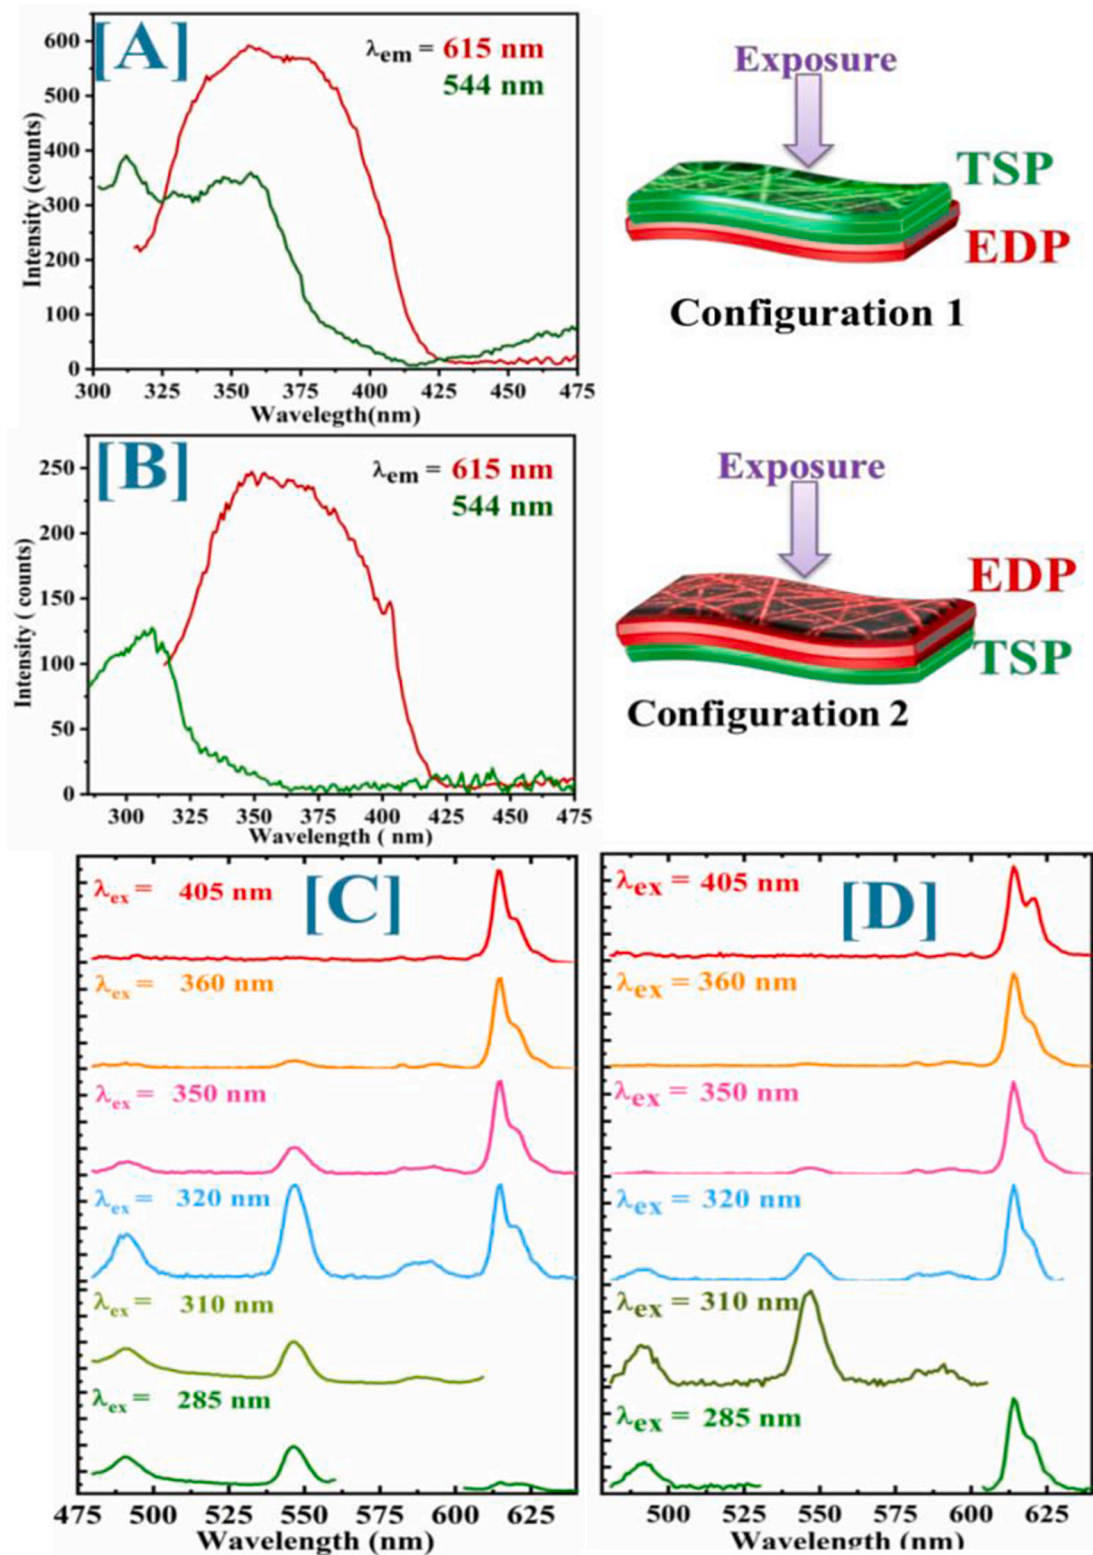 [A]
λem = 615 nm
544 nm
600
500
400
300
200
100
0
Intensity (counts)
300 325 350 375 400 425 450 475
Wavelegth(nm)
Exposure
TSP
EDP
Configuration 1
[B]
λem = 615 nm
544 nm
250
200
150
100
50
0
Intensity ( counts)
300 325 350 375 400 425 450 475
Wavelength ( nm)
Exposure
EDP
TSP
Configuration 2
[C]
λex = 405 nm
λex = 360 nm
λex = 350 nm
λex = 320 nm
λex = 310 nm
λex = 285 nm
475 500 525 550 575 600 625
Wavelength (nm)
[D]
λex = 405 nm
λex = 360 nm
λex = 350 nm
λex = 320 nm
λex = 310 nm
λex = 285 nm
500 525 550 575 600 625
Wavelength (nm)